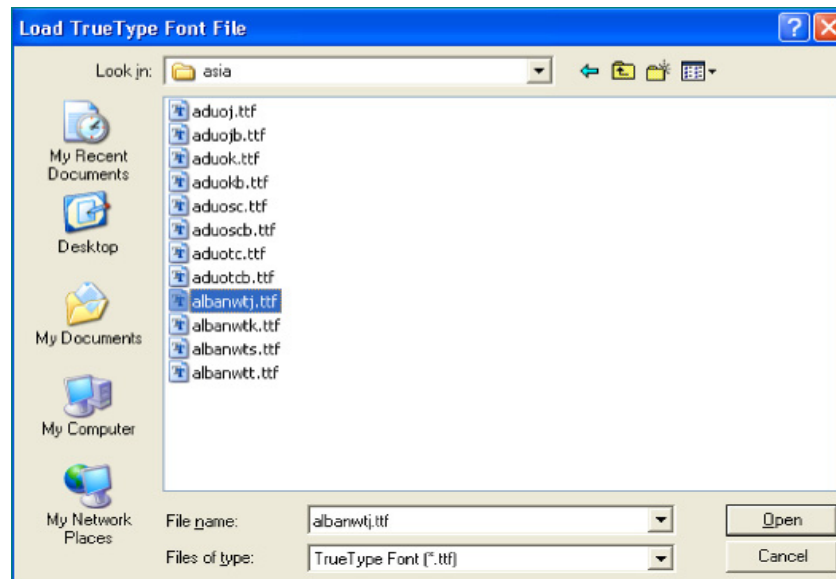 Load TrueType Font File
Look in: asia
aduoj.ttf
aduojb.ttf
aduok.ttf
aduokb.ttf
aduosc.ttf
aduoscb.ttf
aduotc.ttf
aduotcb.ttf
albanwtj.ttf
albanwtk.ttf
albanwts.ttf
albanwtt.ttf
My Recent
Documents
Desktop
My Documents
My Computer
My Network
Places
File name: albanwtj.ttf Open
Files of type: TrueType Font (*.ttf) Cancel